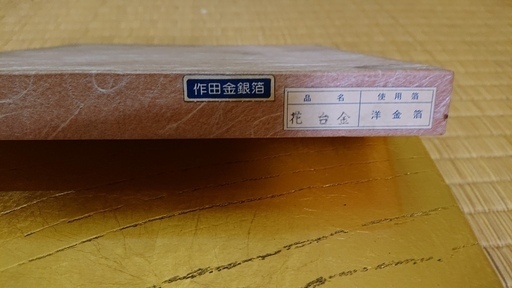 作田金銀箔
品名 使用箔
花台金 洋金箔